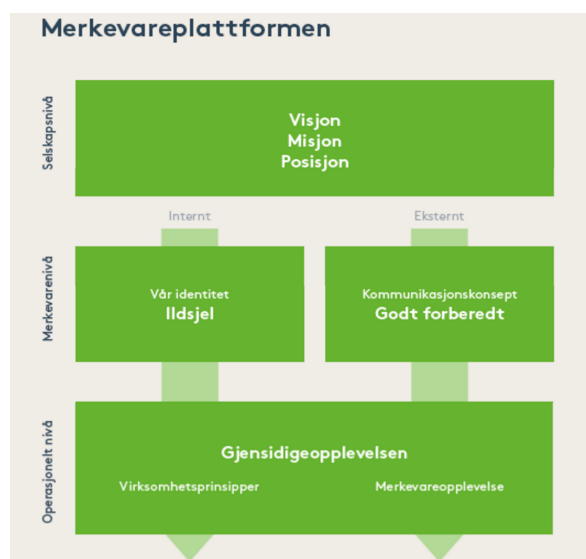 Merkevareplattformen
Selskapsnivå
Visjon
Misjon
Posisjon
Internt
Eksternt
Merkevarenivå
Vår identitet
Ildsjel
Kommunikasjonskonsept
Godt forberedt
Operasjonelt nivå
Gjensidigeopplevelsen
Virksomhetsprinsipper
Merkevareopplevelse